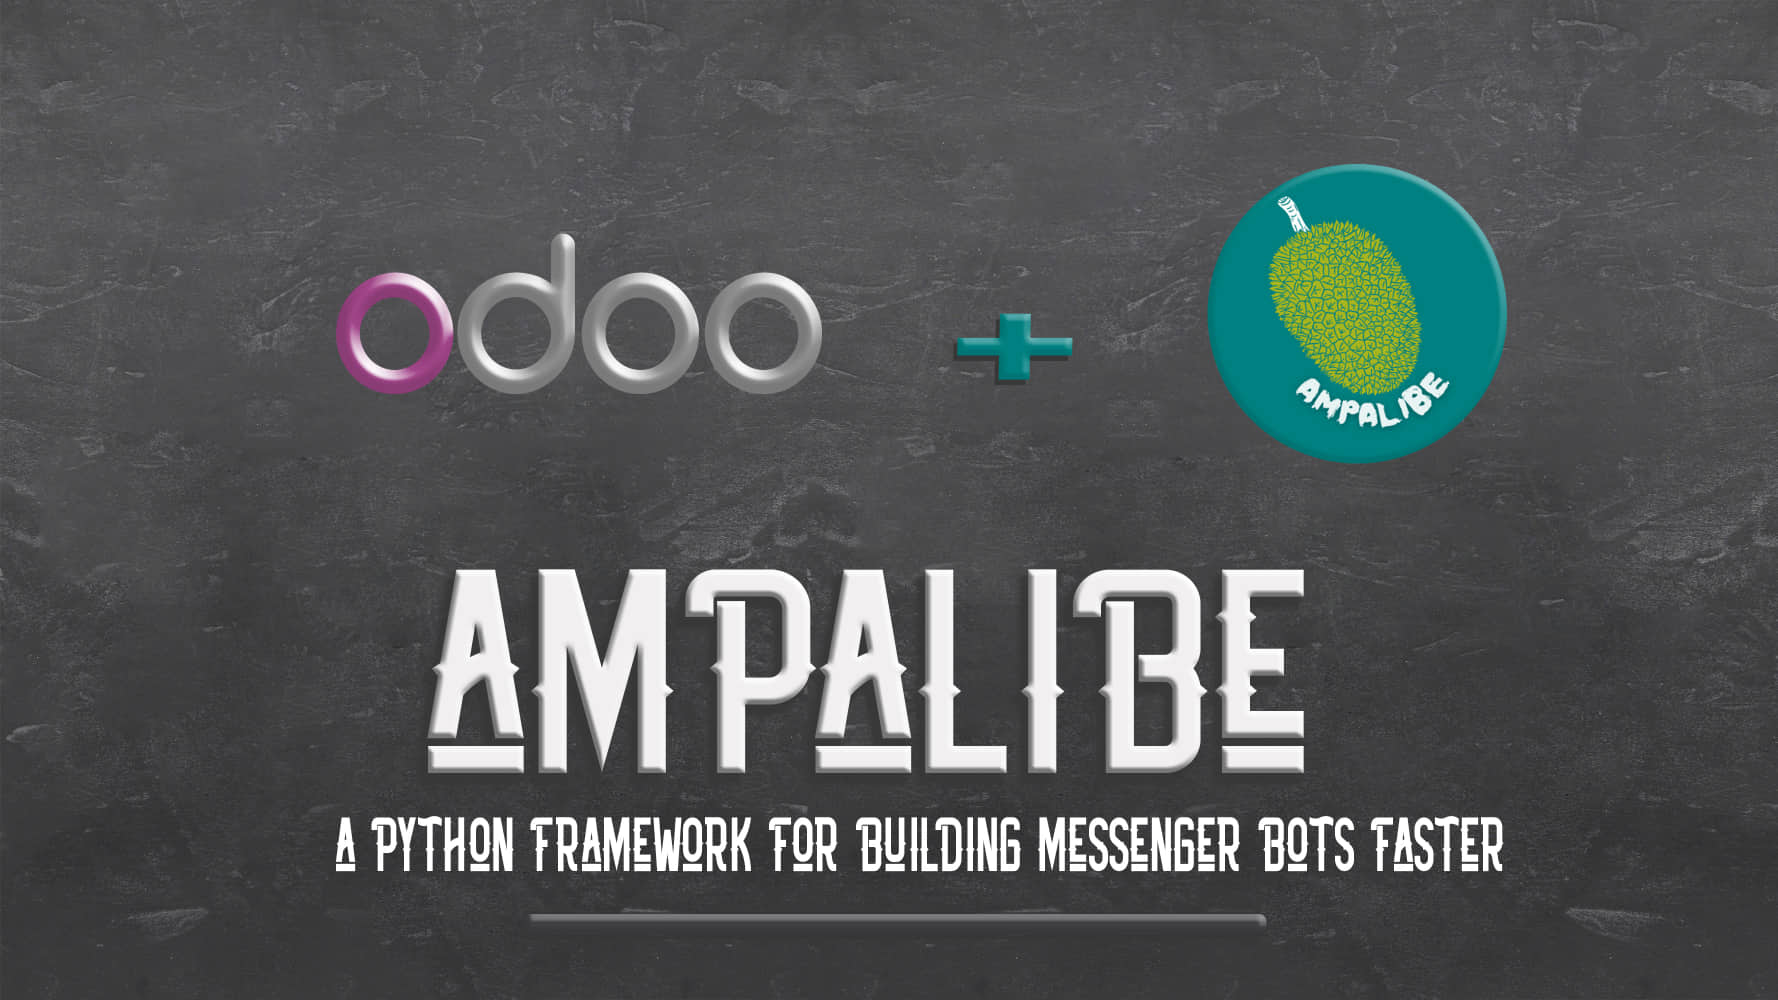 odoo
AMPALIBE
AMPALIBE
A PYTHON FRAMEWORK FOR BUILDING MESSENGER BOTS FASTER